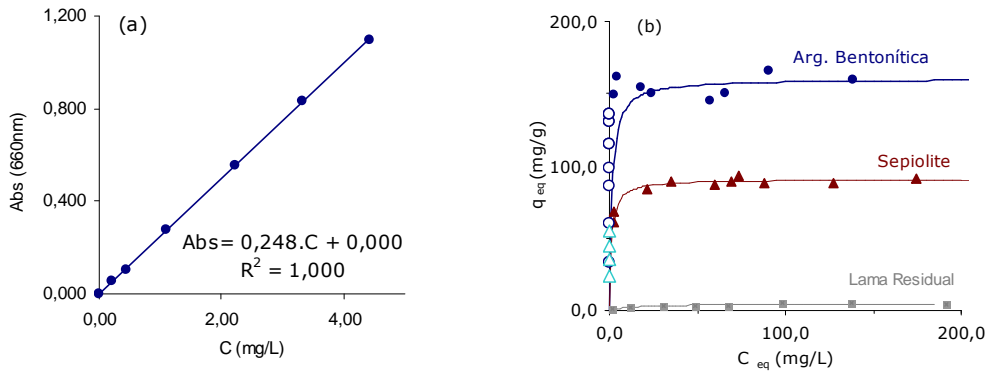 (a)
1,200
0,800
0,400
0,000
Abs (660nm)
Abs= 0,248.C + 0,000
R² = 1,000
0,00 2,00 4,00
C (mg/L)
(b)
200,0
100,0
0,0
q eq (mg/g)
Arg. Bentonítica
Sepiolite
Lama Residual
0,0 100,0 200,0
C eq (mg/L)